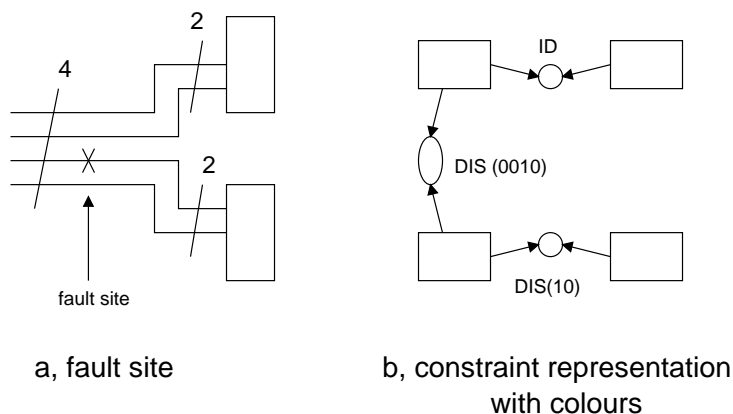 2
4
2
fault site
a, fault site
ID
DIS (0010)
DIS(10)
b, constraint representation
with colours